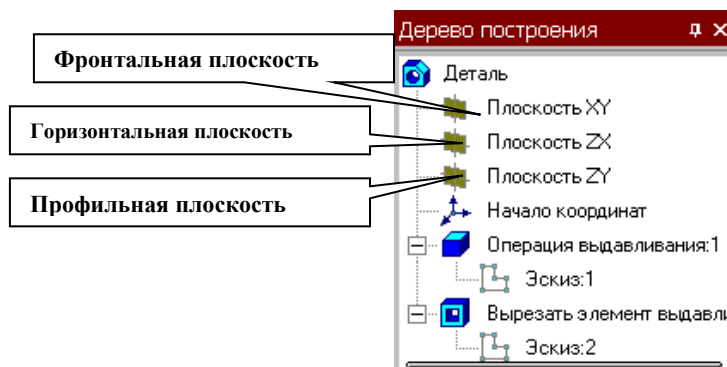 Дерево построения
Фронтальная плоскость
Деталь
Плоскость XY
Горизонтальная плоскость
Плоскость ZX
Профильная плоскость
Плоскость ZY
Начало координат
Операция выдавливания:1
Эскиз:1
Вырезать элемент выдавли
Эскиз:2